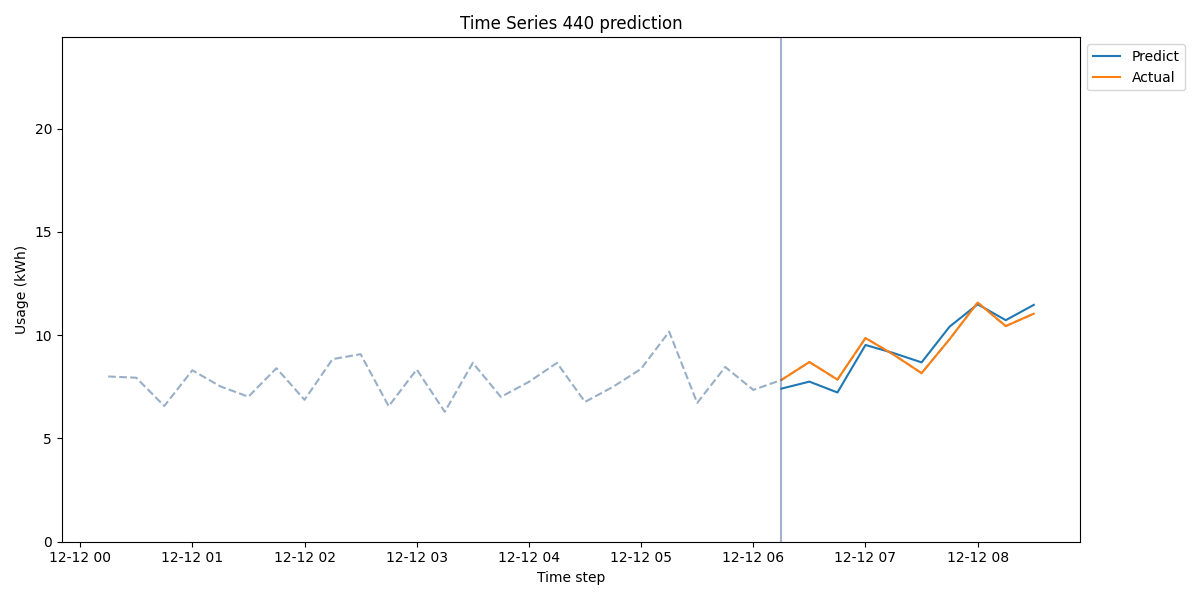 Time Series 440 prediction
Predict
Actual
Usage (kWh)
20
15
10
5
0
12-12 00 12-12 01 12-12 02 12-12 03 12-12 04 12-12 05 12-12 06 12-12 07 12-12 08
Time step